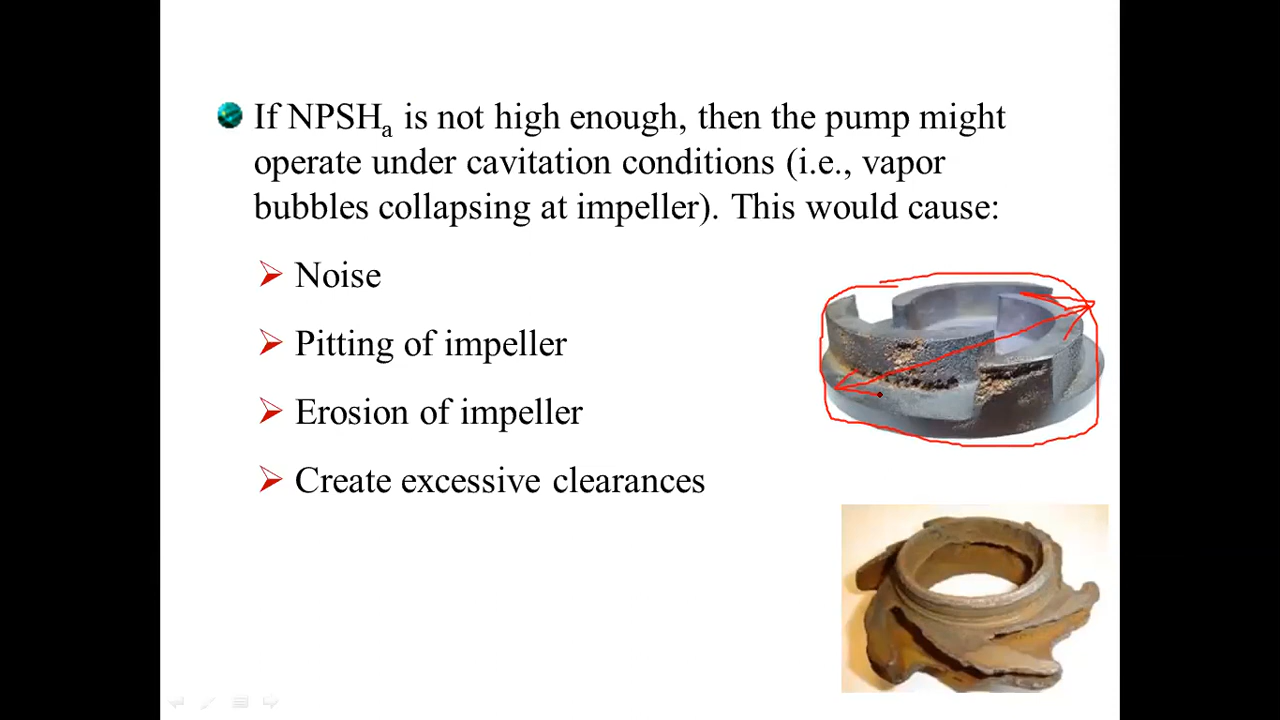 If NPSHa is not high enough, then the pump might
operate under cavitation conditions (i.e., vapor
bubbles collapsing at impeller). This would cause:
Noise
Pitting of impeller
Erosion of impeller
Create excessive clearances